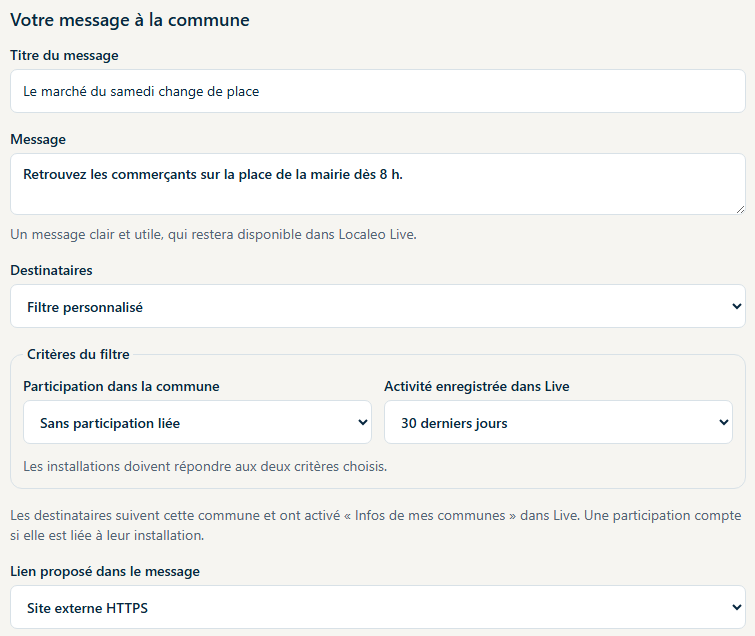 Votre message à la commune
Titre du message
Le marché du samedi change de place
Message
Retrouvez les commerçants sur la place de la mairie dès 8 h.
Un message clair et utile, qui restera disponible dans Localeo Live.
Destinataires
Filtre personnalisé
Critères du filtre
Participation dans la commune
Activité enregistrée dans Live
Sans participation liée
30 derniers jours
Les installations doivent répondre aux deux critères choisis.
Les destinataires suivent cette commune et ont activé « Infos de mes communes » dans Live. Une participation compte
si elle est liée à leur installation.
Lien proposé dans le message
Site externe HTTPS